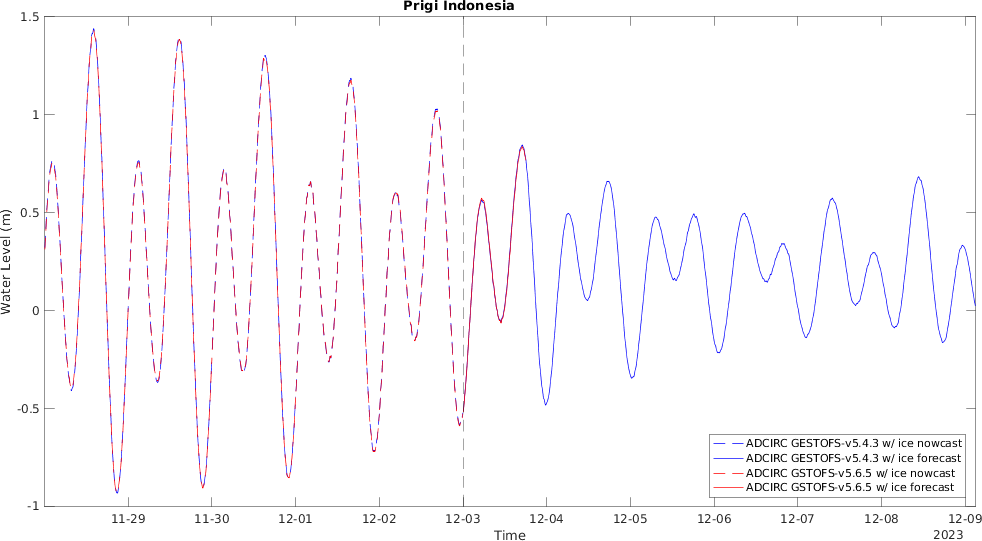 Prigi Indonesia
1.5
1
0.5
0
-0.5
-1
Water Level (m)
11-29 11-30 12-01 12-02 12-03 12-04 12-05 12-06 12-07 12-08 12-09
2023
Time
ADCIRC GESTOFS-v5.4.3 w/ ice nowcast
ADCIRC GESTOFS-v5.4.3 w/ ice forecast
ADCIRC GSTOFS-v5.6.5 w/ ice nowcast
ADCIRC GSTOFS-v5.6.5 w/ ice forecast